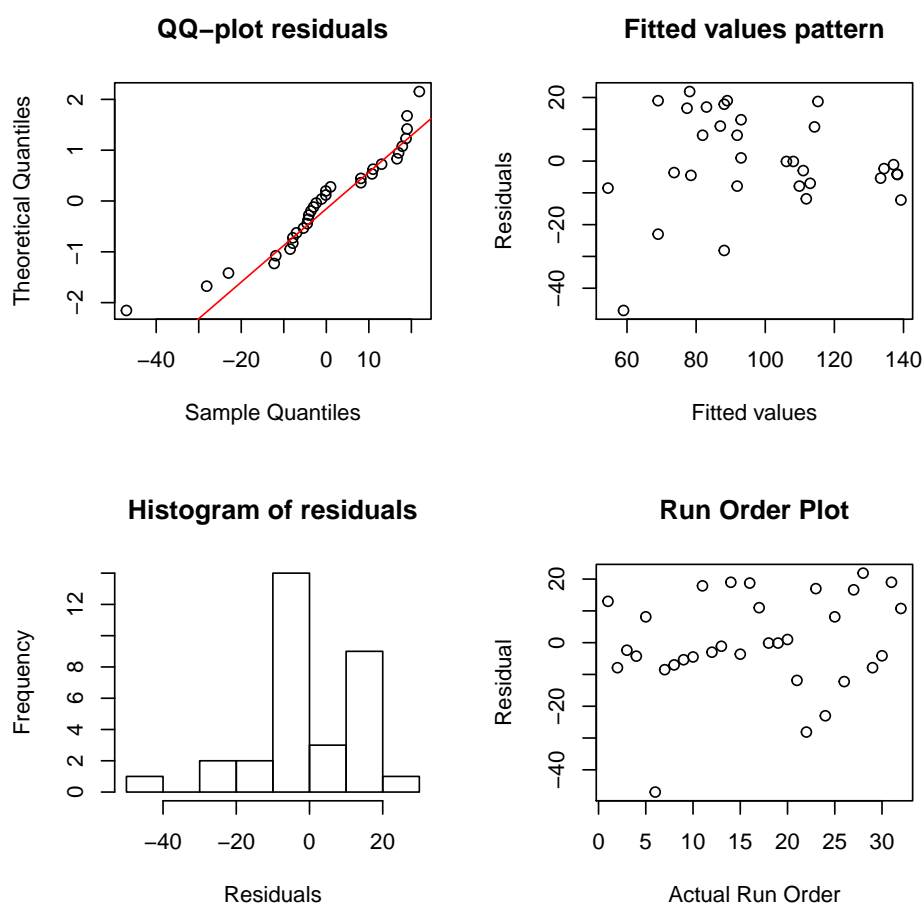 QQ−plot residuals
Theoretical Quantiles
2
1
0
−1
−2
−40 −20 0 10
Sample Quantiles
Fitted values pattern
Residuals
20
0
−20
−40
60 80 100 120 140
Fitted values
Histogram of residuals
Frequency
12
8
6
4
2
0
−40 −20 0 20
Residuals
Run Order Plot
Residual
20
0
−20
−40
0 5 10 15 20 25 30
Actual Run Order